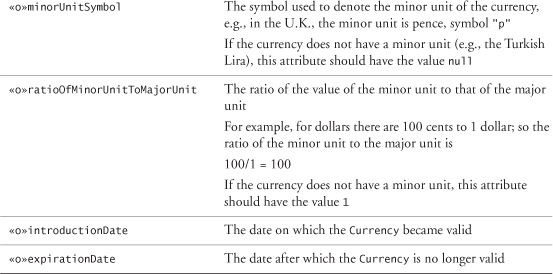 «o»minorUnitSymbol
The symbol used to denote the minor unit of the currency,
e.g., in the U.K., the minor unit is pence, symbol "p"
If the currency does not have a minor unit (e.g., the Turkish
Lira), this attribute should have the value null
«o»ratioOfMinorUnitToMajorUnit
The ratio of the value of the minor unit to that of the major
unit
For example, for dollars there are 100 cents to 1 dollar; so the
ratio of the minor unit to the major unit is
100/1 = 100
If the currency does not have a minor unit, this attribute
should have the value 1
«o»introductionDate
The date on which the Currency became valid
«o»expirationDate
The date after which the Currency is no longer valid